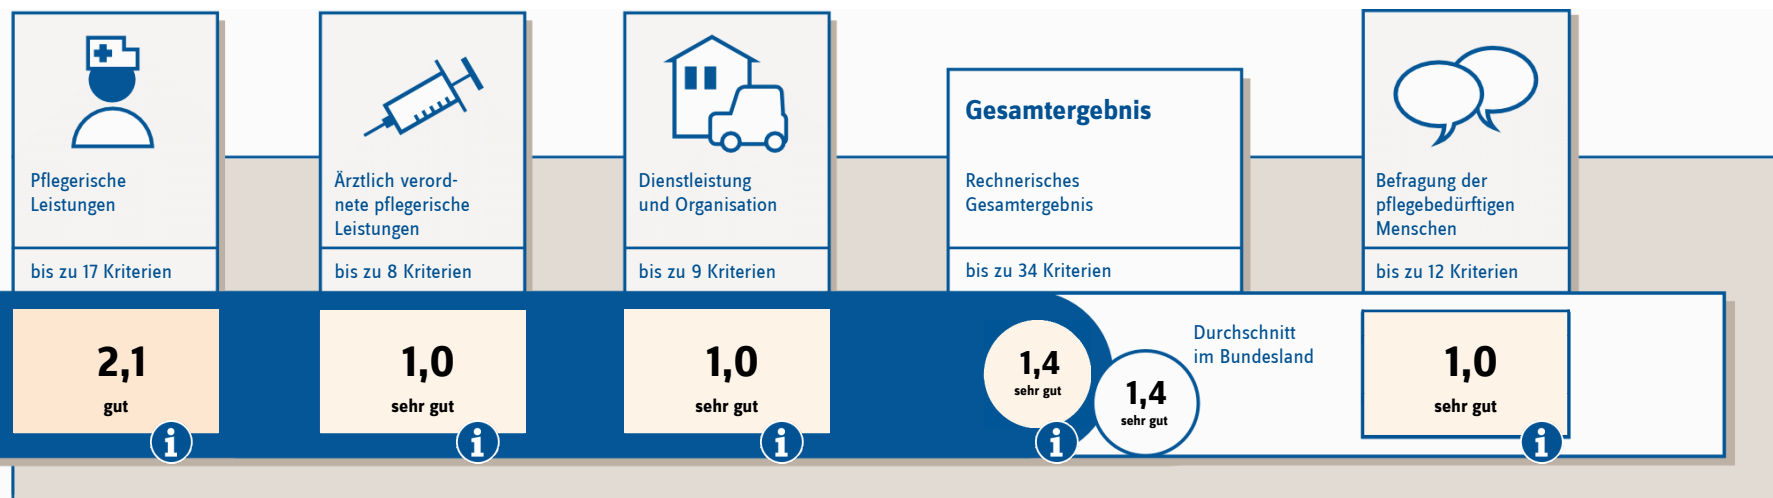 Pflegerische
Leistungen
bis zu 17 Kriterien
2,1
gut
Ärztlich verord-
nete pflegerische
Leistungen
bis zu 8 Kriterien
1,0
sehr gut
Dienstleistung
und Organisation
bis zu 9 Kriterien
1,0
sehr gut
Gesamtergebnis
Rechnerisches
Gesamtergebnis
bis zu 34 Kriterien
1,4
sehr gut
Durchschnitt
im Bundesland
1,4
sehr gut
Befragung der
pflegebedürftigen
Menschen
bis zu 12 Kriterien
1,0
sehr gut